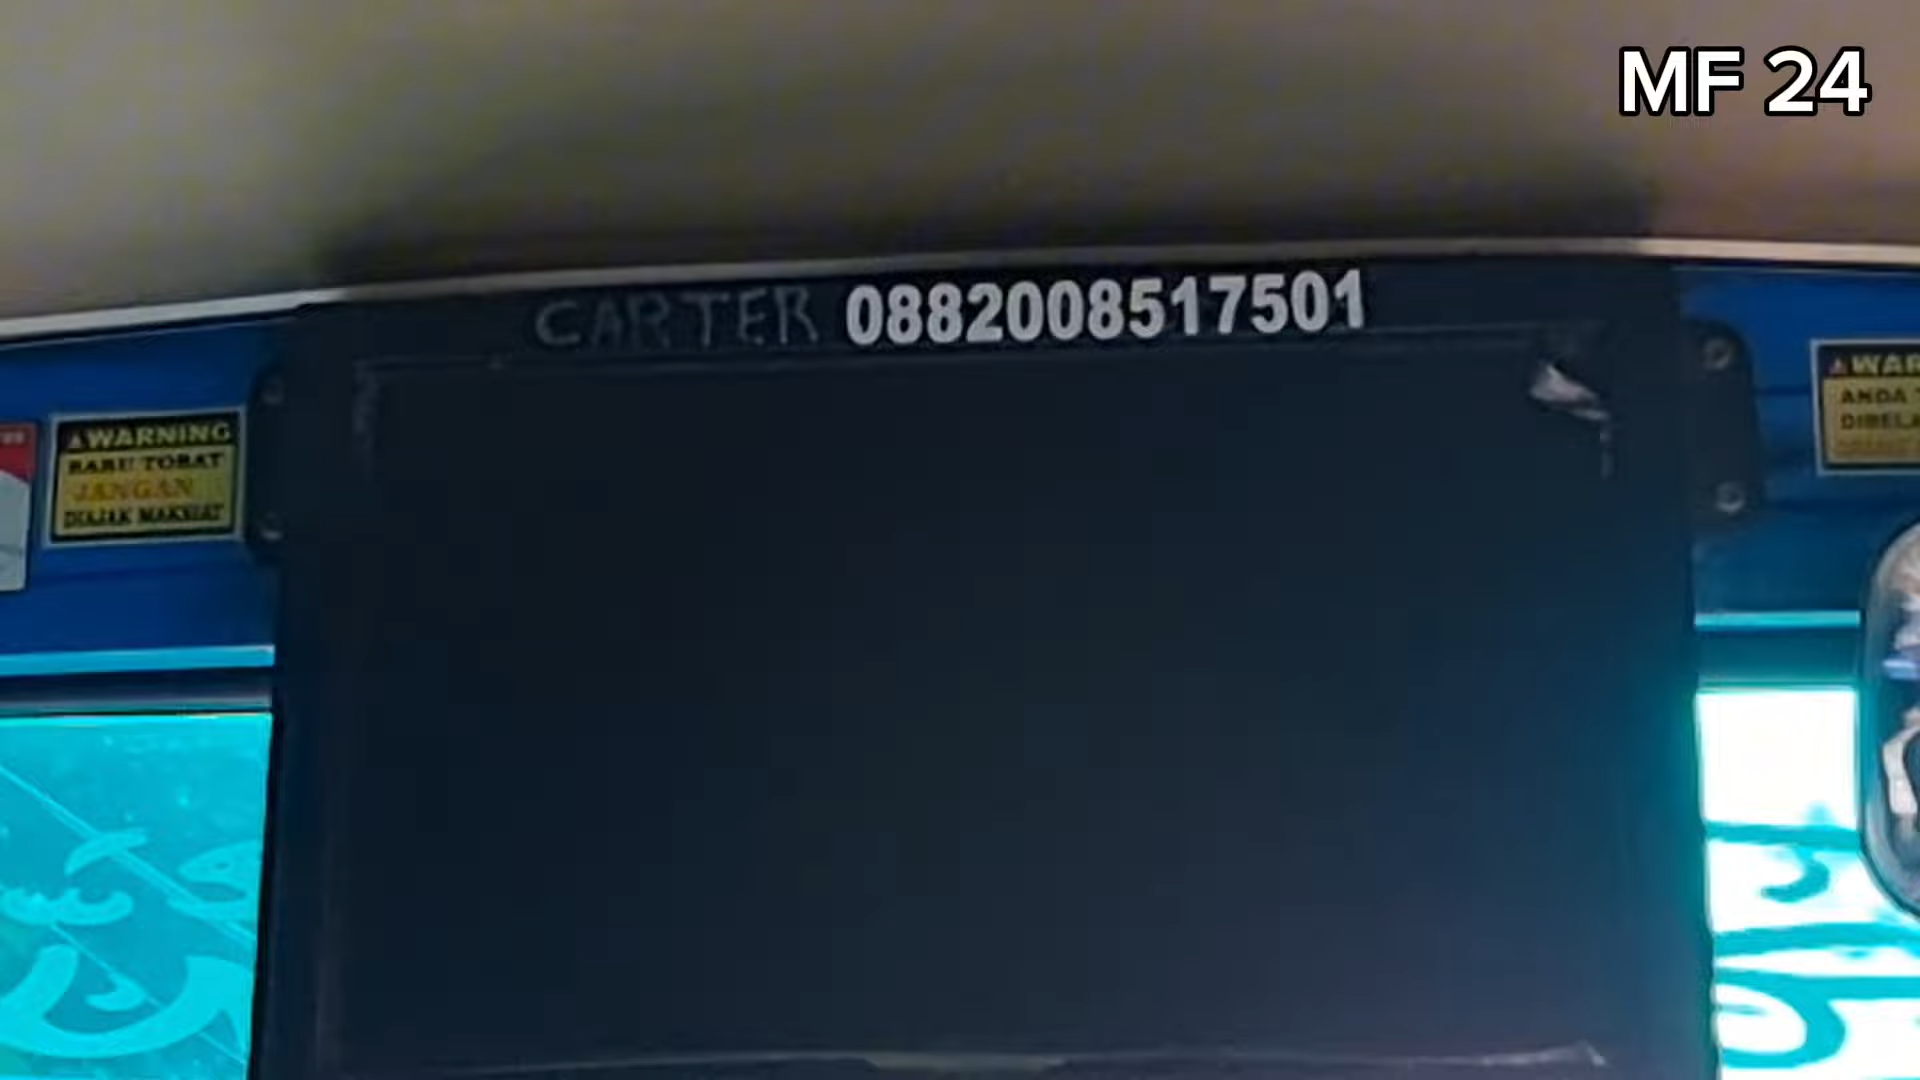 MF 24
CARTER 0882008517501
WARNING
BARU TOBAT
JANGAN
DIAJAK MAKSIAT
WAR
ANDA
DIBELA